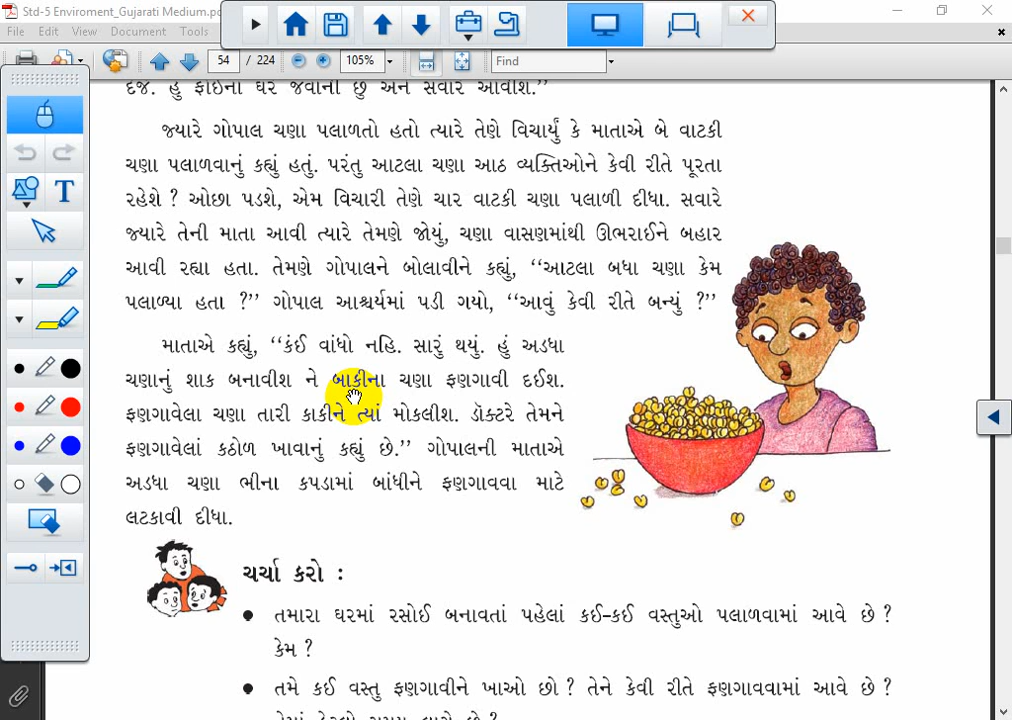 Std-5 Enviroment_Gujarati Medium.pd
File Edit View Document Tools
54 / 224 105% Find
T
દજે. હું ફોઈના ઘરે જવાની છું અને સવારે આવીશ.”
જ્યારે ગોપાલ ચણા પલાળતો હતો ત્યારે તેણે વિચાર્યું કે માતાએ બે વાટકી
ચણા પલાળવાનું કહ્યું હતું. પરંતુ આટલા ચણા આઠ વ્યક્તિઓને કેવી રીતે પૂરતા
રહેશે ? ઓછા પડશે, એમ વિચારી તેણે ચાર વાટકી ચણા પલાળી દીધા. સવારે
જ્યારે તેની માતા આવી ત્યારે તેમણે જોયું, ચણા વાસણમાંથી ઊભરાઈને બહાર
આવી રહ્યા હતા. તેમણે ગોપાલને બોલાવીને કહ્યું, “આટલા બધા ચણા કેમ
પલાળ્યા હતા ?” ગોપાલ આશ્ચર્યમાં પડી ગયો, “આવું કેવી રીતે બન્યું ?”
માતાએ કહ્યું, “કંઈ વાંધો નહિ. સારું થયું. હું અડધા
ચણાનું શાક બનાવીશ ને બાકીના ચણા ફણગાવી દઈશ.
ફણગાવેલા ચણા તારી કાકીને ત્યાં મોકલીશ. ડૉક્ટરે તેમને
ફણગાવેલાં કઠોળ ખાવાનું કહ્યું છે.” ગોપાલની માતાએ
અડધા ચણા ભીના કપડામાં બાંધીને ફણગાવવા માટે
લટકાવી દીધા.
ચર્ચા કરો :
● તમારા ઘરમાં રસોઈ બનાવતાં પહેલાં કઈ-કઈ વસ્તુઓ પલાળવામાં આવે છે ?
કેમ ?
● તમે કઈ વસ્તુ ફણગાવીને ખાઓ છો ? તેને કેવી રીતે ફણગાવવામાં આવે છે ?